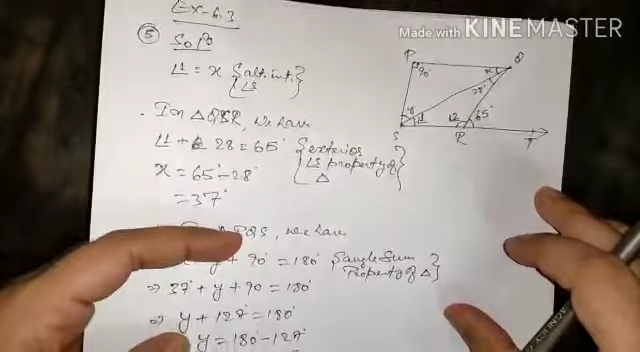 Made with
KINEMASTER
Ex-6.3
⑤ Solⁿ
∠1 = x {alt. int. ∠s}
In △QSR, we have
∠1 + 28 = 65° {exterior ∠s property of △}
x = 65° - 28°
= 37°
△PQS, we have
y + 90° = 180° {Angle Sum Property of △}
⇒ 37° + y + 90 = 180°
⇒ y + 127° = 180°
y = 180° - 127°
P
Q
90°
x
28°
y
∠1
∠2
65°
S
R
T